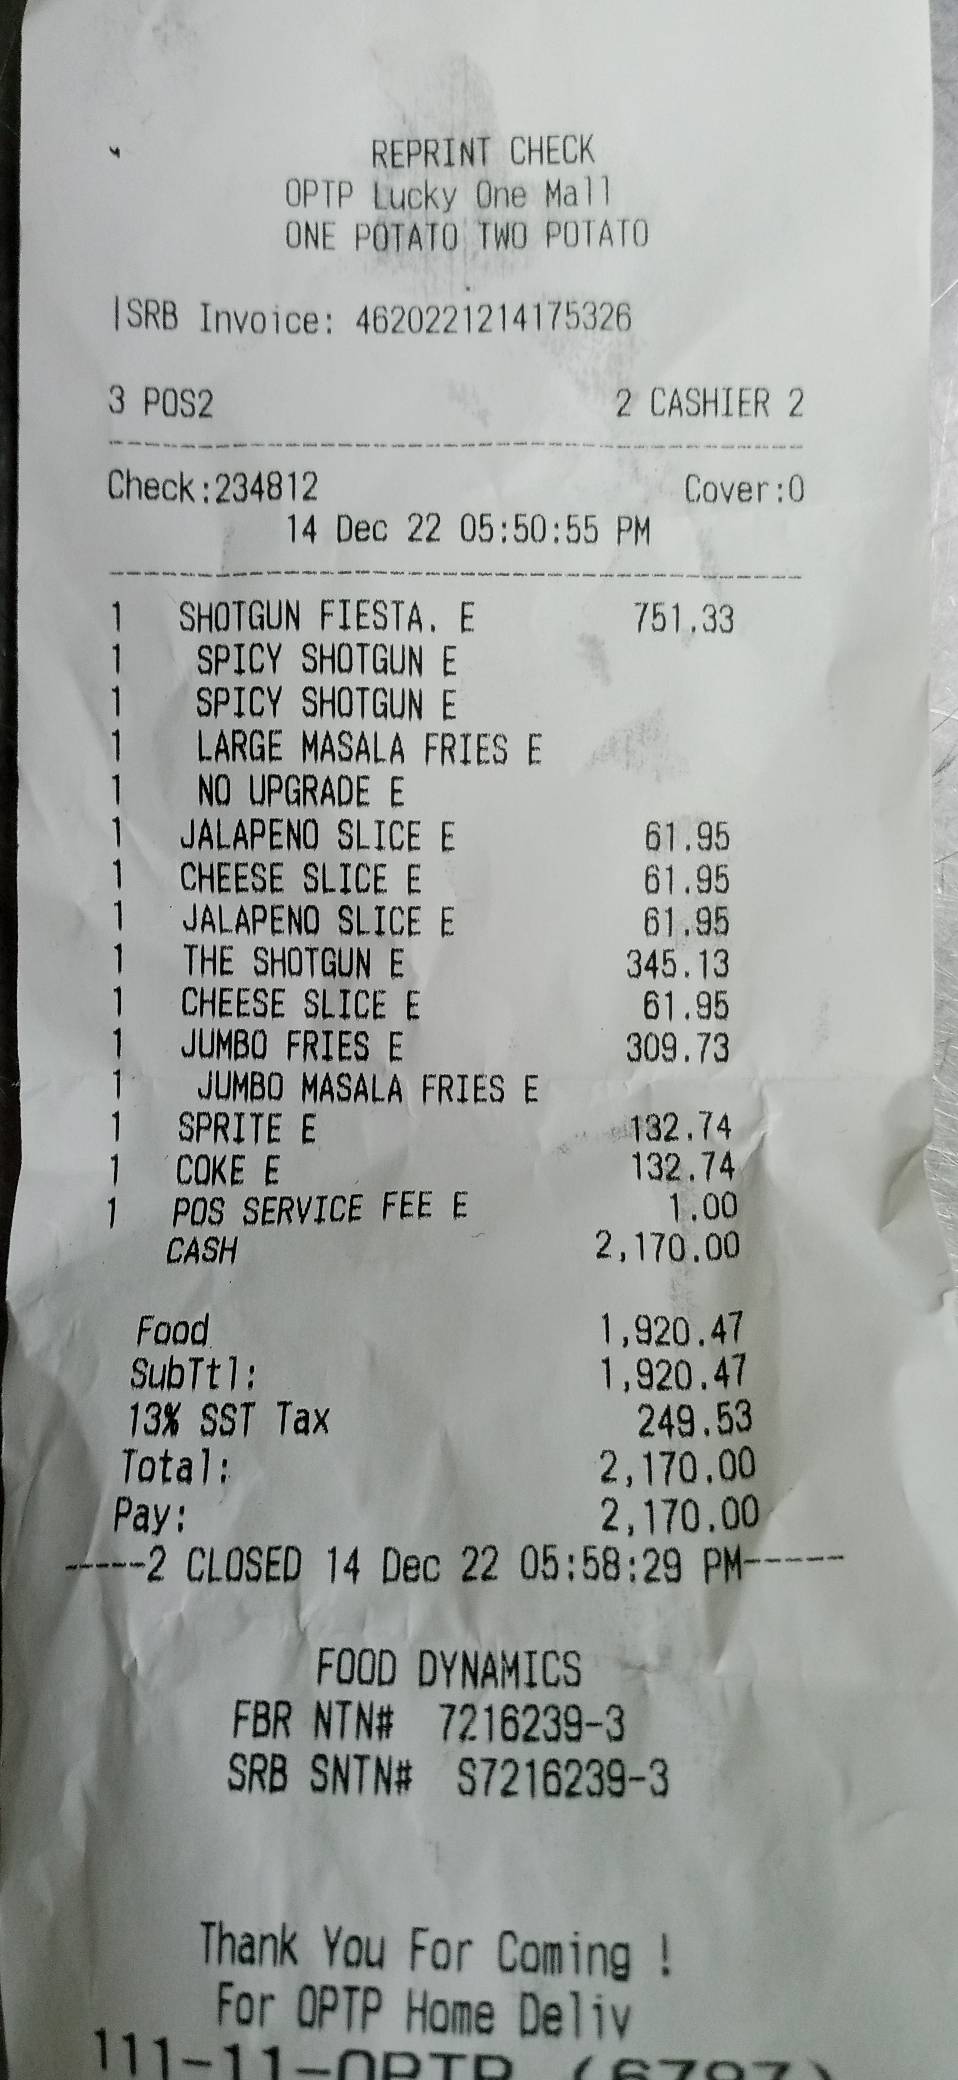 REPRINT CHECK
OPTP Lucky One Mall
ONE POTATO TWO POTATO
|SRB Invoice: 4620221214175326
3 POS2 2 CASHIER 2
--------------------------------
Check:234812 Cover:0
14 Dec 22 05:50:55 PM
--------------------------------
1 SHOTGUN FIESTA. E 751.33
1 SPICY SHOTGUN E
1 SPICY SHOTGUN E
1 LARGE MASALA FRIES E
1 NO UPGRADE E
1 JALAPENO SLICE E 61.95
1 CHEESE SLICE E 61.95
1 JALAPENO SLICE E 61.95
1 THE SHOTGUN E 345.13
1 CHEESE SLICE E 61.95
1 JUMBO FRIES E 309.73
1 JUMBO MASALA FRIES E
1 SPRITE E 132.74
1 COKE E 132.74
1 POS SERVICE FEE E 1.00
CASH 2,170.00
Food 1,920.47
SubTtl: 1,920.47
13% SST Tax 249.53
Total: 2,170.00
Pay: 2,170.00
-----2 CLOSED 14 Dec 22 05:58:29 PM-----
FOOD DYNAMICS
FBR NTN# 7216239-3
SRB SNTN# S7216239-3
Thank You For Coming !
For OPTP Home Deliv
111-11-OPTP (6787)